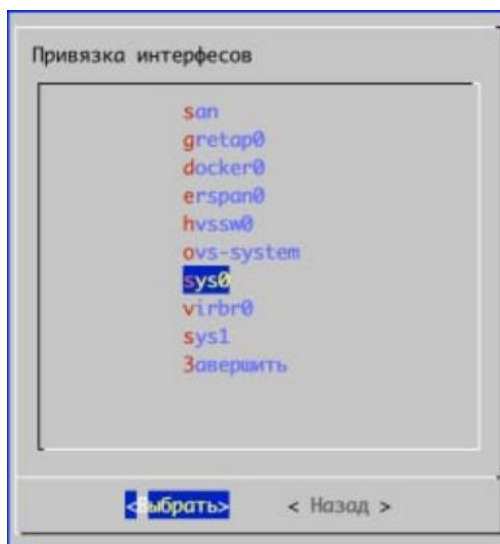 Привязка интерфесов
san
gretap0
docker0
erspan0
hvssw0
ovs-system
sys0
virbr0
sys1
Завершить
<Выбрать> < Назад >